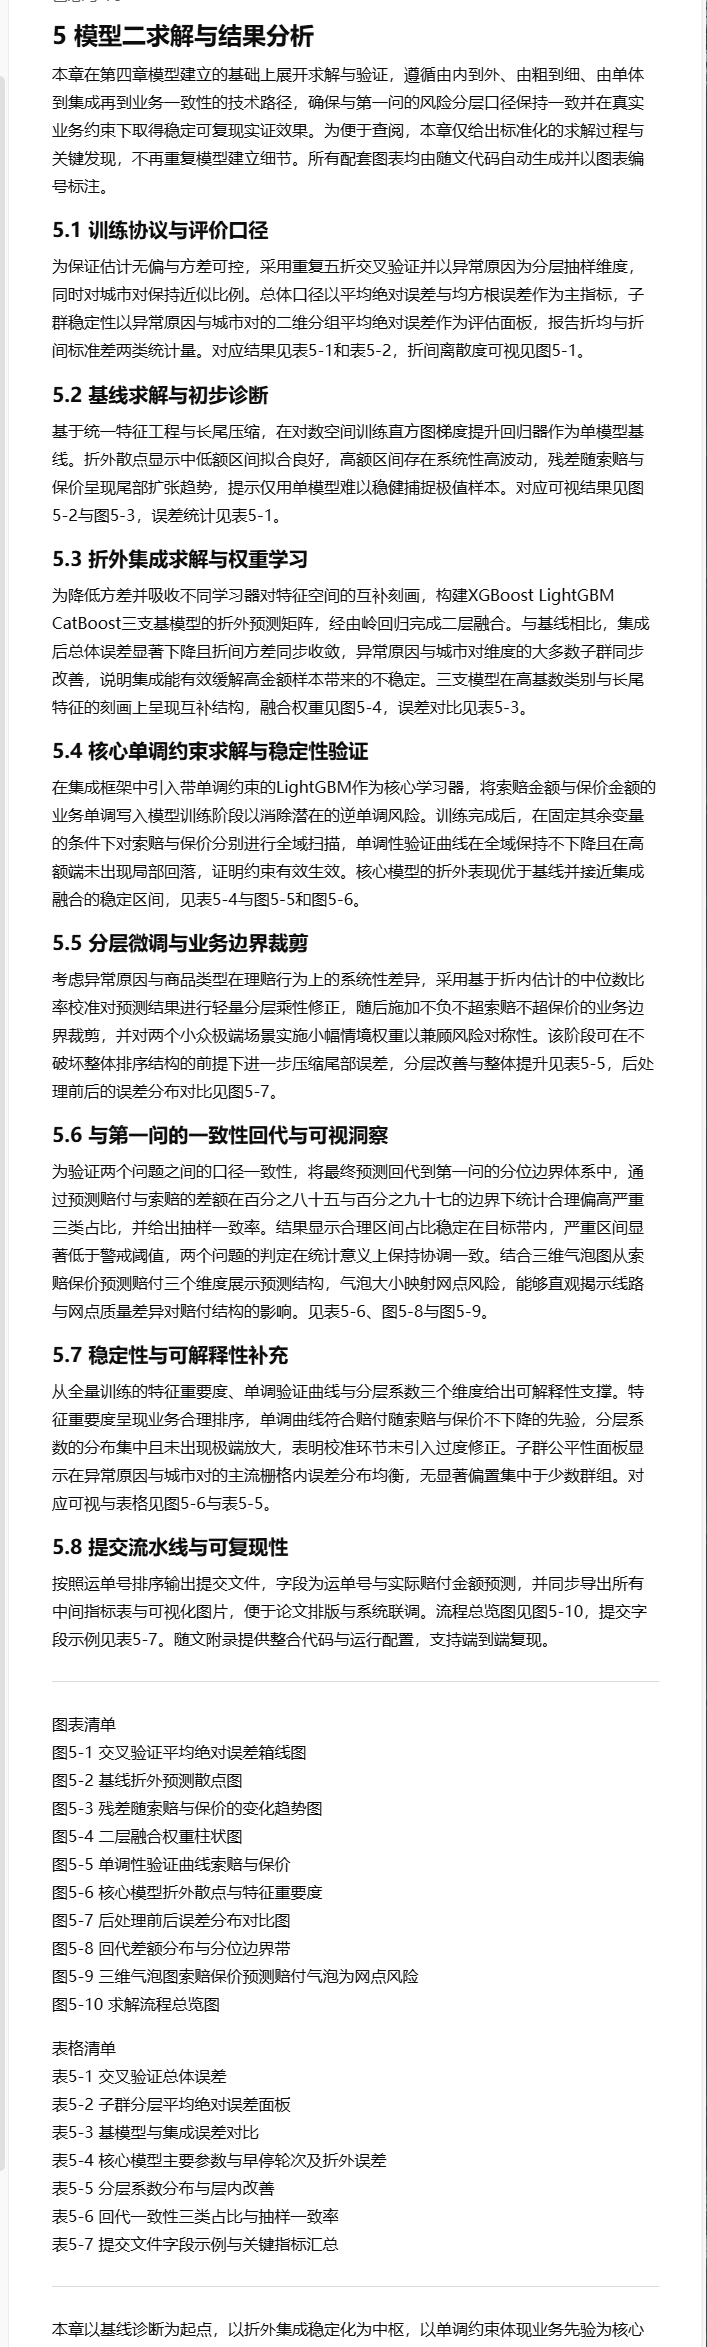 5 模型二求解与结果分析
本章在第四章模型建立的基础上展开求解与验证，遵循由内到外、由粗到细、由单体
到集成再到业务一致性的技术路径，确保与第一问的风险分层口径保持一致并在真实
业务约束下取得稳定可复现实证效果。为便于查阅，本章仅给出标准化的求解过程与
关键发现，不再重复模型建立细节。所有配套图表均由随文代码自动生成并以图表编
号标注。
5.1 训练协议与评价口径
为保证估计无偏与方差可控，采用重复五折交叉验证并以异常原因为分层抽样维度，
同时对城市对保持近似比例。总体口径以平均绝对误差与均方根误差作为主指标，子
群稳定性以异常原因与城市对的二维分组平均绝对误差作为评估面板，报告折均与折
间标准差两类统计量。对应结果见表5-1和表5-2，折间离散度可视见图5-1。
5.2 基线求解与初步诊断
基于统一特征工程与长尾压缩，在对数空间训练直方图梯度提升回归器作为单模型基
线。折外散点显示中低额区间拟合良好，高额区间存在系统性高波动，残差随索赔与
保价呈现尾部扩张趋势，提示仅用单模型难以稳健捕捉极值样本。对应可视结果见图
5-2与图5-3，误差统计见表5-1。
5.3 折外集成求解与权重学习
为降低方差并吸收不同学习器对特征空间的互补刻画，构建XGBoost LightGBM
CatBoost三支基模型的折外预测矩阵，经由岭回归完成二层融合。与基线相比，集成
后总体误差显著下降且折间方差同步收敛，异常原因与城市对维度的大多数子群同步
改善，说明集成能有效缓解高金额样本带来的不稳定。三支模型在高基数类别与长尾
特征的刻画上呈现互补结构，融合权重见图5-4，误差对比见表5-3。
5.4 核心单调约束求解与稳定性验证
在集成框架中引入带单调约束的LightGBM作为核心学习器，将索赔金额与保价金额的
业务单调写入模型训练阶段以消除潜在的逆单调风险。训练完成后，在固定其余变量
的条件下对索赔与保价分别进行全域扫描，单调性验证曲线在全域保持不下降且在高
额端未出现局部回落，证明约束有效生效。核心模型的折外表现优于基线并接近集成
融合的稳定区间，见表5-4与图5-5和图5-6。
5.5 分层微调与业务边界裁剪
考虑异常原因与商品类型在理赔行为上的系统性差异，采用基于折内估计的中位数比
率校准对预测结果进行轻量分层乘性修正，随后施加不负不超索赔不超保价的业务边
界裁剪，并对两个小众极端场景实施小幅情境权重以兼顾风险对称性。该阶段可在不
破坏整体排序结构的前提下进一步压缩尾部误差，分层改善与整体提升见表5-5，后处
理前后的误差分布对比见图5-7。
5.6 与第一问的一致性回代与可视洞察
为验证两个问题之间的口径一致性，将最终预测回代到第一问的分位边界体系中，通
过预测赔付与索赔的差额在百分之八十五与百分之九十七的边界下统计合理偏高严重
三类占比，并给出抽样一致率。结果显示合理区间占比稳定在目标带内，严重区间显
著低于警戒阈值，两个问题的判定在统计意义上保持协调一致。结合三维气泡图从索
赔保价预测赔付三个维度展示预测结构，气泡大小映射网点风险，能够直观揭示线路
与网点质量差异对赔付结构的影响。见表5-6、图5-8与图5-9。
5.7 稳定性与可解释性补充
从全量训练的特征重要度、单调验证曲线与分层系数三个维度给出可解释性支撑。特
征重要度呈现业务合理排序，单调曲线符合赔付随索赔与保价不下降的先验，分层系
数的分布集中且未出现极端放大，表明校准环节未引入过度修正。子群公平性面板显
示在异常原因与城市对的主流栅格内误差分布均衡，无显著偏置集中于少数群组。对
应可视与表格见图5-6与表5-5。
5.8 提交流水线与可复现性
按照运单号排序输出提交文件，字段为运单号与实际赔付金额预测，并同步导出所有
中间指标表与可视化图片，便于论文排版与系统联调。流程总览图见图5-10，提交字
段示例见表5-7。随文附录提供整合代码与运行配置，支持端到端复现。
图表清单
图5-1 交叉验证平均绝对误差箱线图
图5-2 基线折外预测散点图
图5-3 残差随索赔与保价的变化趋势图
图5-4 二层融合权重柱状图
图5-5 单调性验证曲线索赔与保价
图5-6 核心模型折外散点与特征重要度
图5-7 后处理前后误差分布对比图
图5-8 回代差额分布与分位边界带
图5-9 三维气泡图索赔保价预测赔付气泡为网点风险
图5-10 求解流程总览图
表格清单
表5-1 交叉验证总体误差
表5-2 子群分层平均绝对误差面板
表5-3 基模型与集成误差对比
表5-4 核心模型主要参数与早停轮次及折外误差
表5-5 分层系数分布与层内改善
表5-6 回代一致性三类占比与抽样一致率
表5-7 提交文件字段示例与关键指标汇总
本章以基线诊断为起点，以折外集成稳定化为中枢，以单调约束体现业务先验为核心